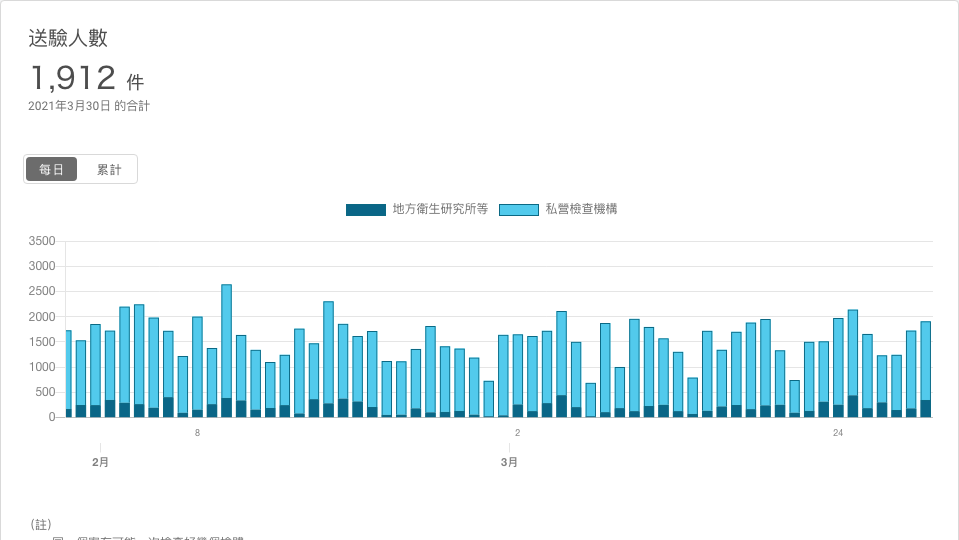 送驗人數
1,912 件
2021年3月30日 的合計
每日 累計
地方衛生研究所等 私營檢查機構
3500
3000
2500
2000
1500
1000
500
0
8 2 24
2月 3月
（註）